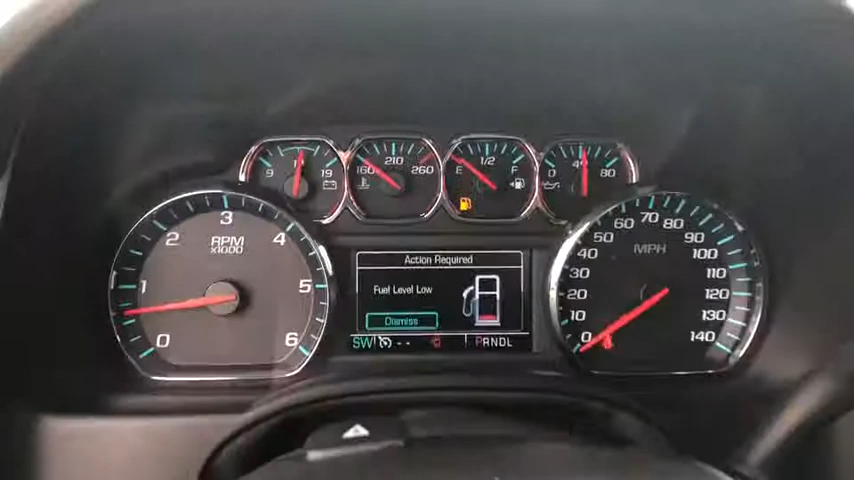 9 19
160 210 260
E 1/2 F
0 40 80
0 1 2 3 4 5 6
RPM
x1000
0 10 20 30 40 50 60 70 80 90 100 110 120 130 140
MPH
Action Required
Fuel Level Low
Dismiss
SW -- PRNDL